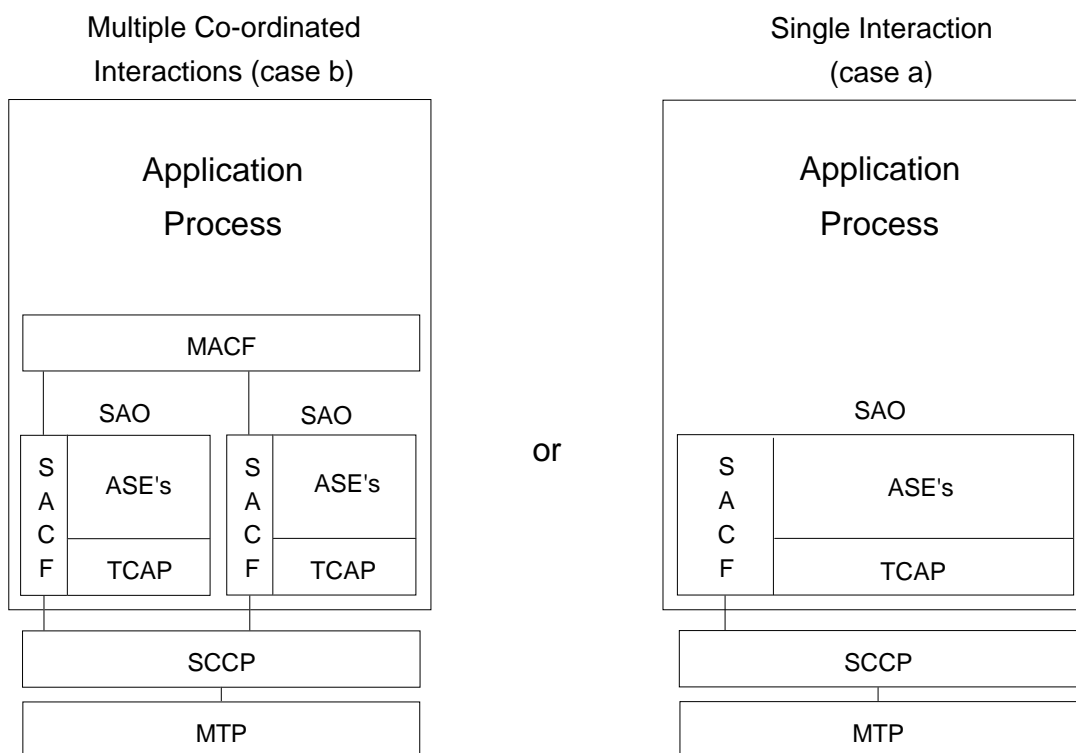 Multiple Co-ordinated
Interactions (case b)
Application
Process
MACF
SAO
SAO
S
A
C
F
ASE's
TCAP
S
A
C
F
ASE's
TCAP
SCCP
MTP
or
Single Interaction
(case a)
Application
Process
SAO
S
A
C
F
ASE's
TCAP
SCCP
MTP